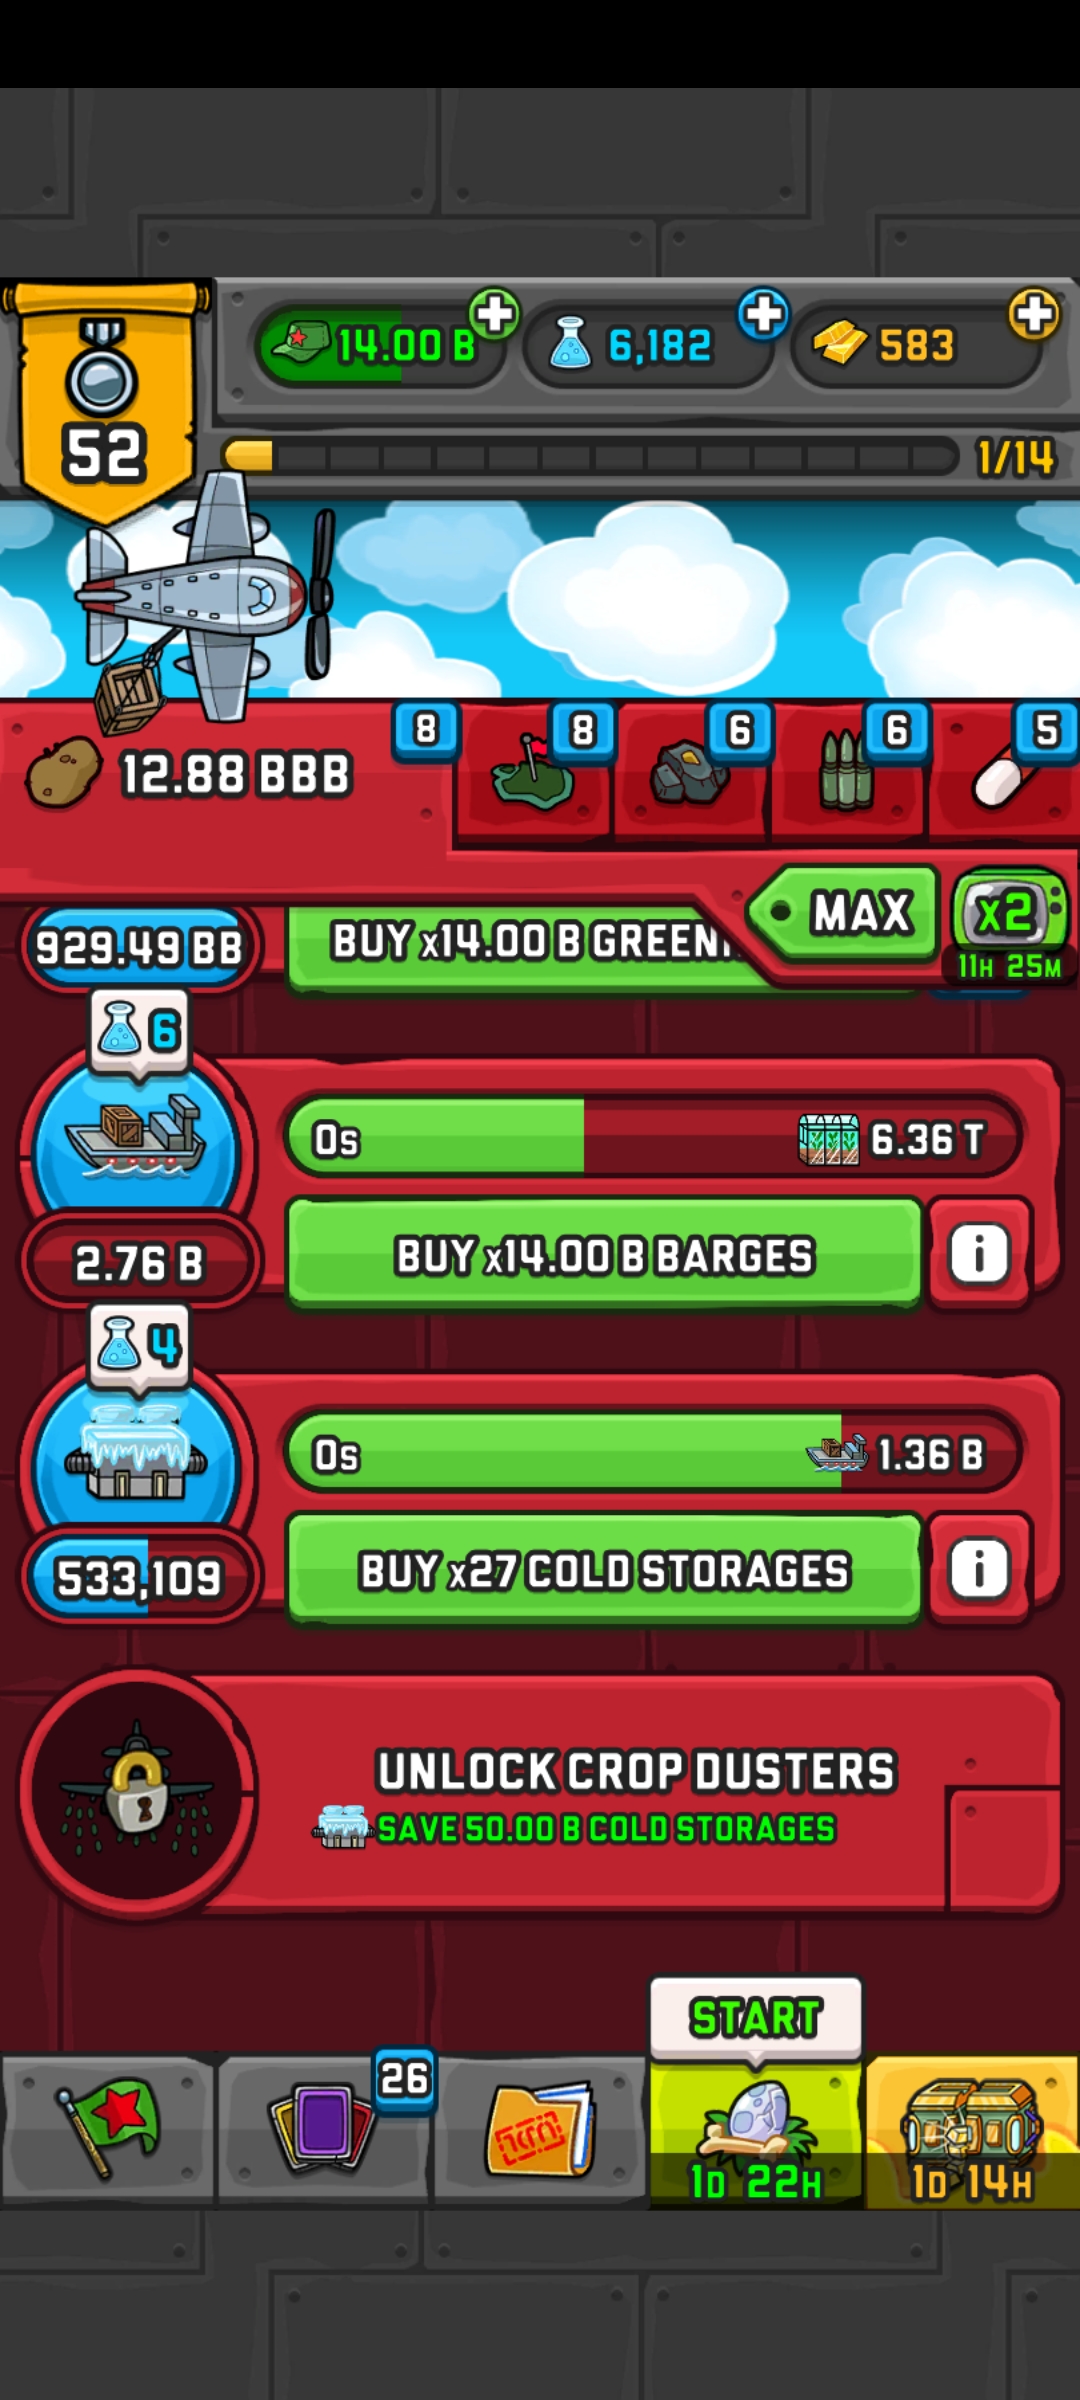 14.00 B
6,182
583
52
1/14
12.88 BBB
8
8
6
6
5
MAX
x2
11H 25M
929.49 BB
BUY x14.00 B
6
0s
6.36 T
2.76 B
BUY x14.00 B BARGES
i
4
0s
1.36 B
533,109
BUY x27 COLD STORAGES
i
UNLOCK CROP DUSTERS
SAVE 50.00 B COLD STORAGES
START
26
1D 22H
1D 14H